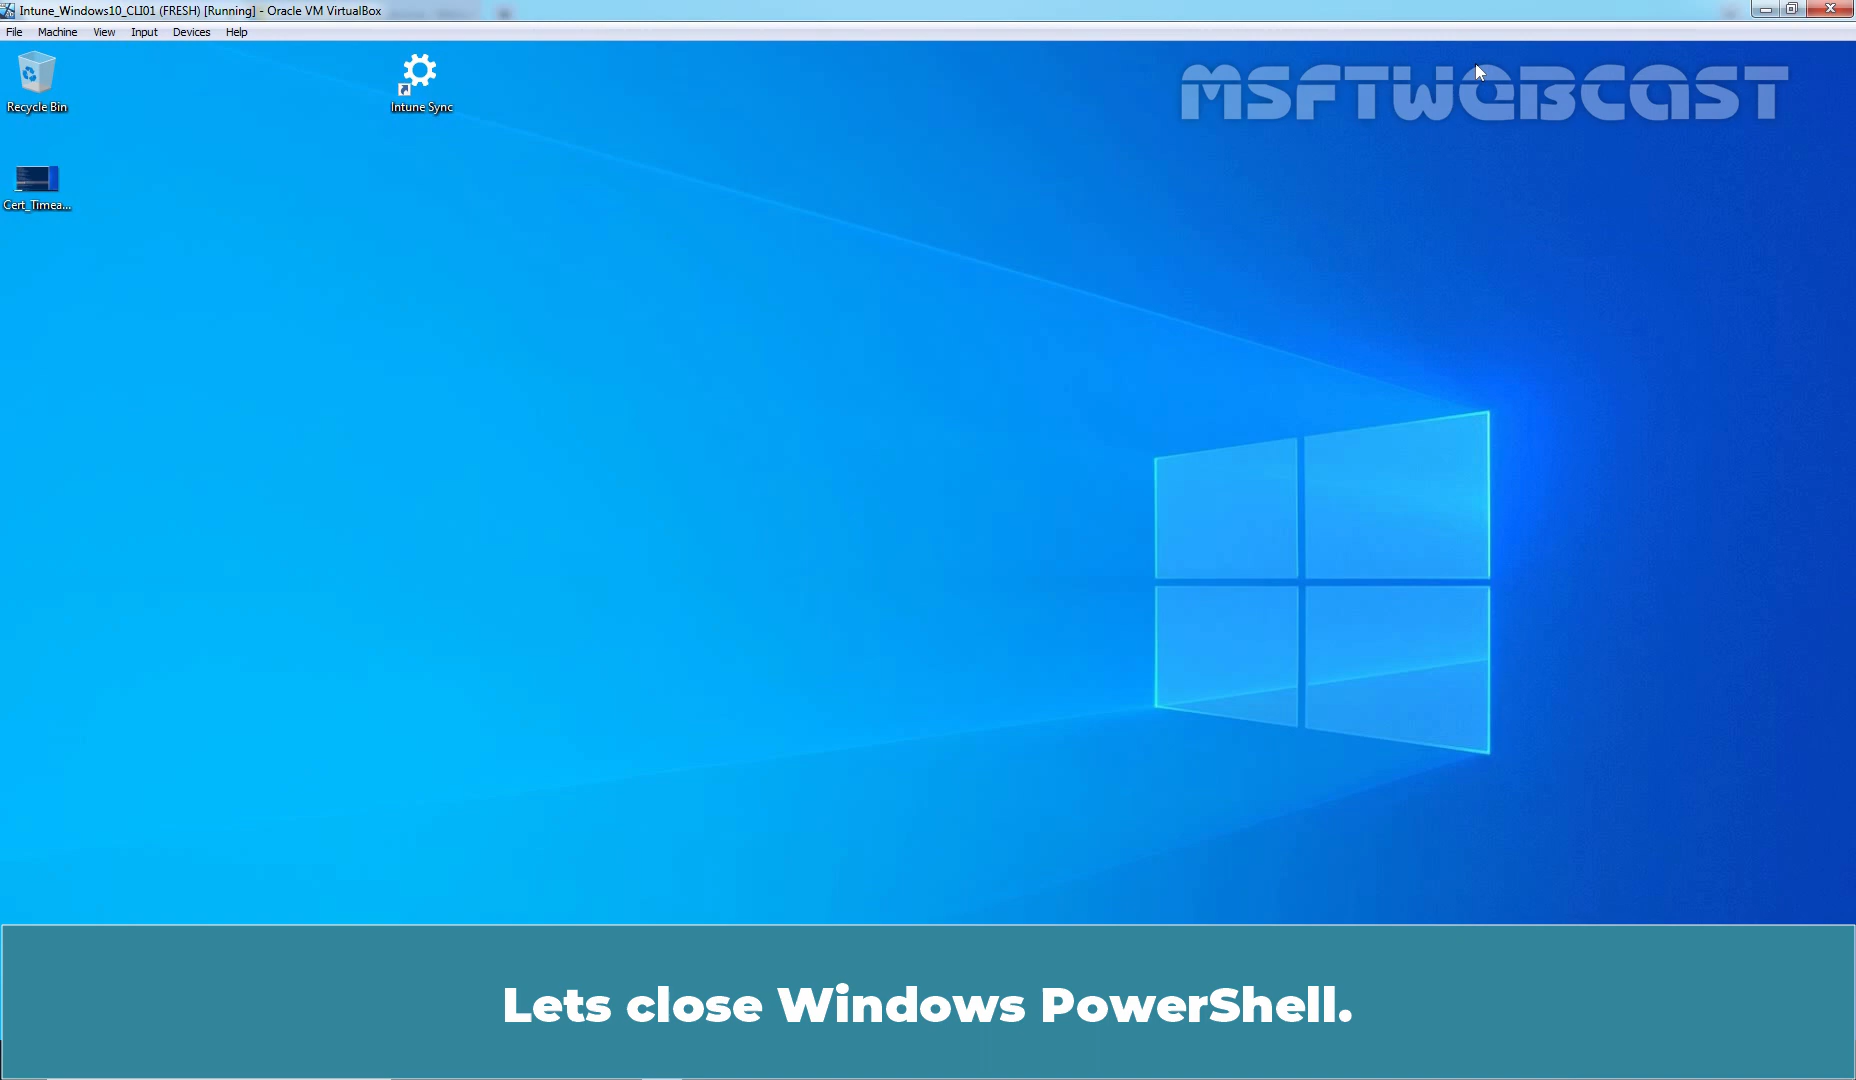 Intune_Windows10_CLI01 (FRESH) [Running] - Oracle VM VirtualBox
File Machine View Input Devices Help
MSFTWEBCAST
Recycle Bin
Intune Sync
Cert_Timea...
Lets close Windows PowerShell.